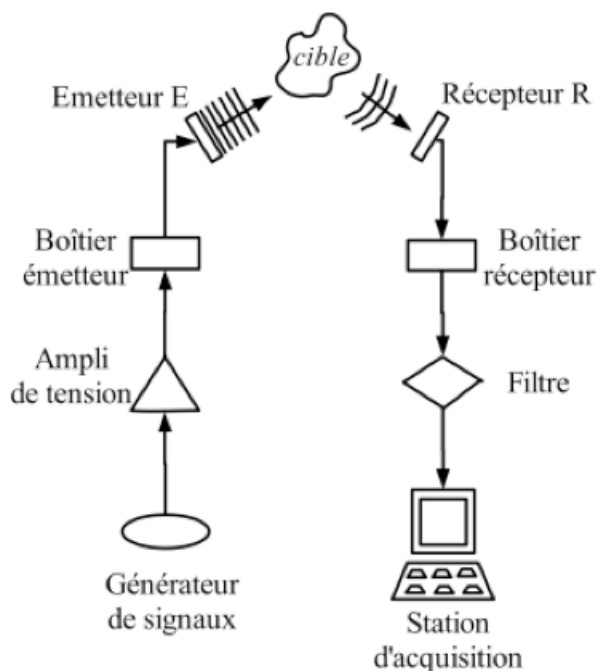 cible
Emetteur E
Récepteur R
Boîtier
émetteur
Boîtier
récepteur
Ampli
de tension
Filtre
Générateur
de signaux
Station
d'acquisition